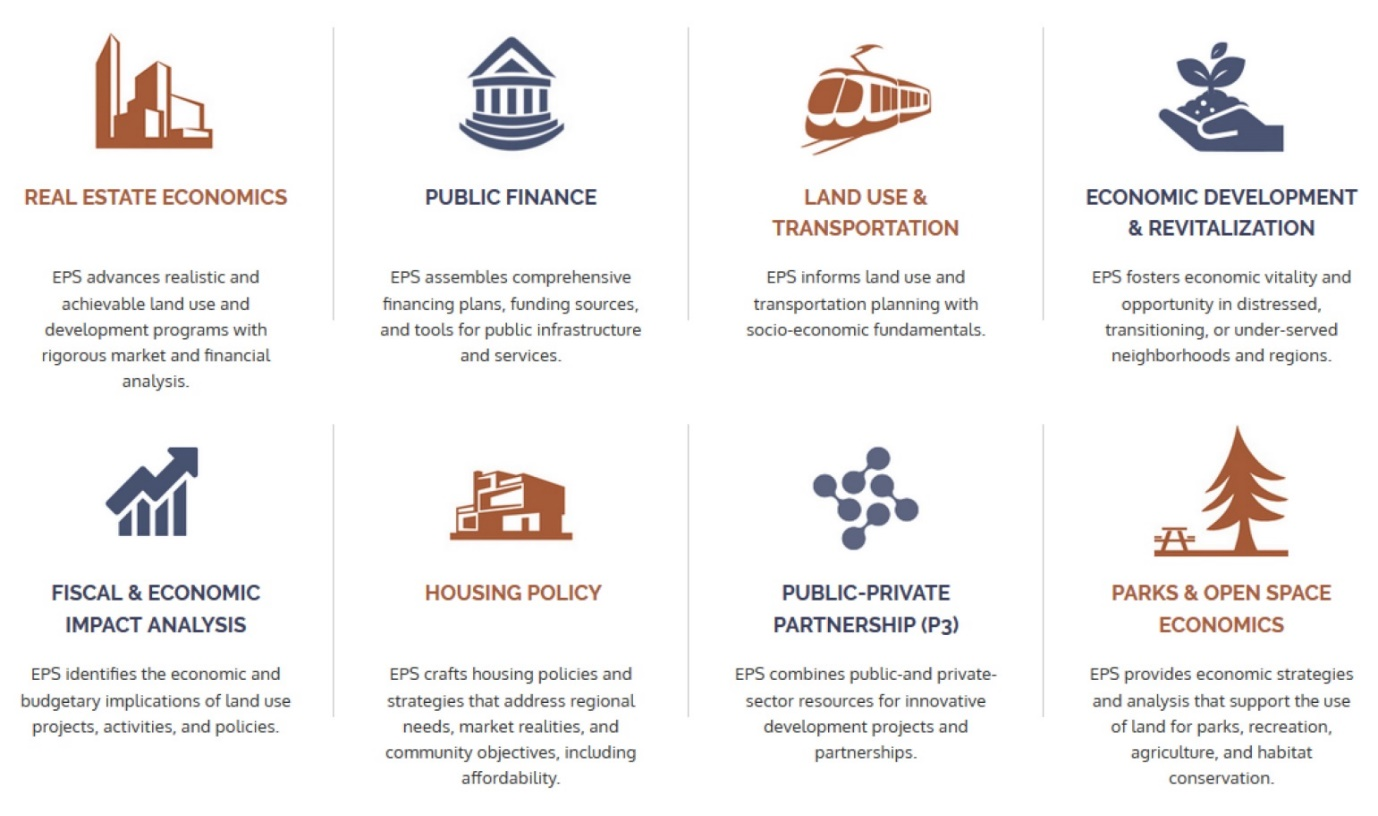 REAL ESTATE ECONOMICS
EPS advances realistic and
achievable land use and
development programs with
rigorous market and financial
analysis.
PUBLIC FINANCE
EPS assembles comprehensive
financing plans, funding sources,
and tools for public infrastructure
and services.
LAND USE &
TRANSPORTATION
EPS informs land use and
transportation planning with
socio-economic fundamentals.
ECONOMIC DEVELOPMENT
& REVITALIZATION
EPS fosters economic vitality and
opportunity in distressed,
transitioning, or under-served
neighborhoods and regions.
FISCAL & ECONOMIC
IMPACT ANALYSIS
EPS identifies the economic and
budgetary implications of land use
projects, activities, and policies.
HOUSING POLICY
EPS crafts housing policies and
strategies that address regional
needs, market realities, and
community objectives, including
affordability.
PUBLIC-PRIVATE
PARTNERSHIP (P3)
EPS combines public-and private-
sector resources for innovative
development projects and
partnerships.
PARKS & OPEN SPACE
ECONOMICS
EPS provides economic strategies
and analysis that support the use
of land for parks, recreation,
agriculture, and habitat
conservation.